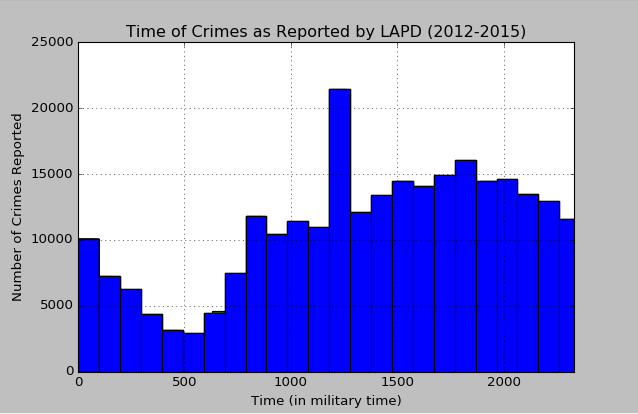 Time of Crimes as Reported by LAPD (2012-2015)
25000
20000
15000
10000
5000
0
Number of Crimes Reported
0 500 1000 1500 2000
Time (in military time)